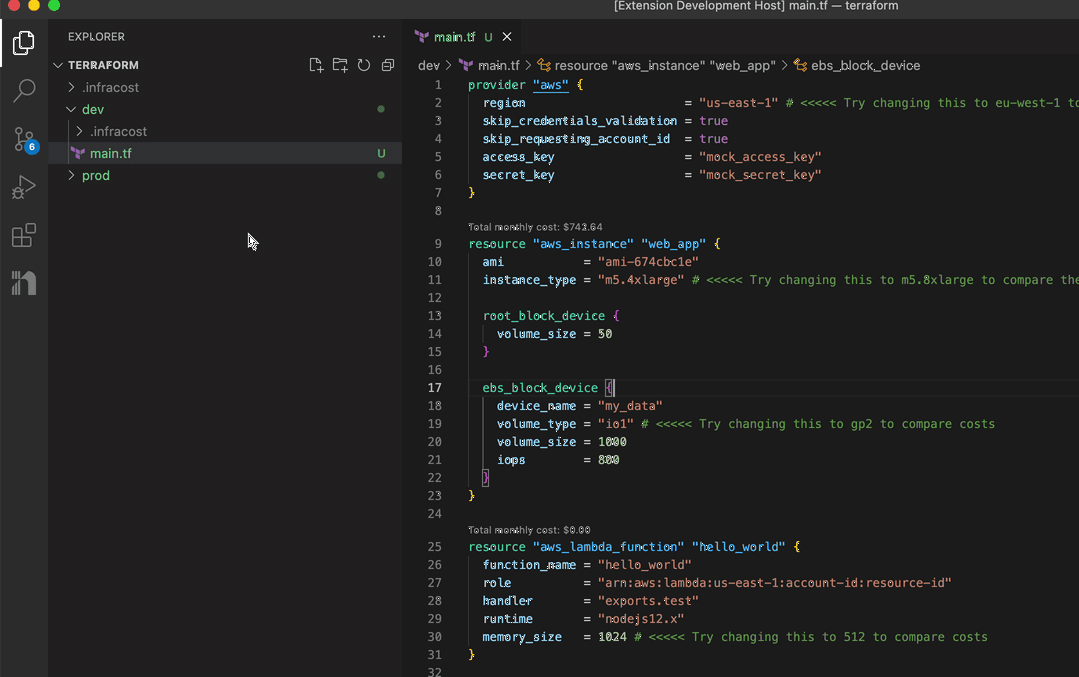 [Extension Development Host] main.tf — terraform
EXPLORER
main.tf U
TERRAFORM
dev > main.tf > resource "aws_instance" "web_app" > ebs_block_device
.infracost
dev
.infracost
main.tf U
prod
6
1 provider "aws" {
2 region = "us-east-1" # <<<<< Try changing this to eu-west-1 to
3 skip_credentials_validation = true
4 skip_requesting_account_id = true
5 access_key = "mock_access_key"
6 secret_key = "mock_secret_key"
7 }
8
Total monthly cost: $743.64
9 resource "aws_instance" "web_app" {
10 ami = "ami-674cbc1e"
11 instance_type = "m5.4xlarge" # <<<<< Try changing this to m5.8xlarge to compare the
12
13 root_block_device {
14 volume_size = 50
15 }
16
17 ebs_block_device {
18 device_name = "my_data"
19 volume_type = "io1" # <<<<< Try changing this to gp2 to compare costs
20 volume_size = 1000
21 iops = 800
22 }
23 }
24
Total monthly cost: $0.00
25 resource "aws_lambda_function" "hello_world" {
26 function_name = "hello_world"
27 role = "arn:aws:lambda:us-east-1:account-id:resource-id"
28 handler = "exports.test"
29 runtime = "nodejs12.x"
30 memory_size = 1024 # <<<<< Try changing this to 512 to compare costs
31 }
32